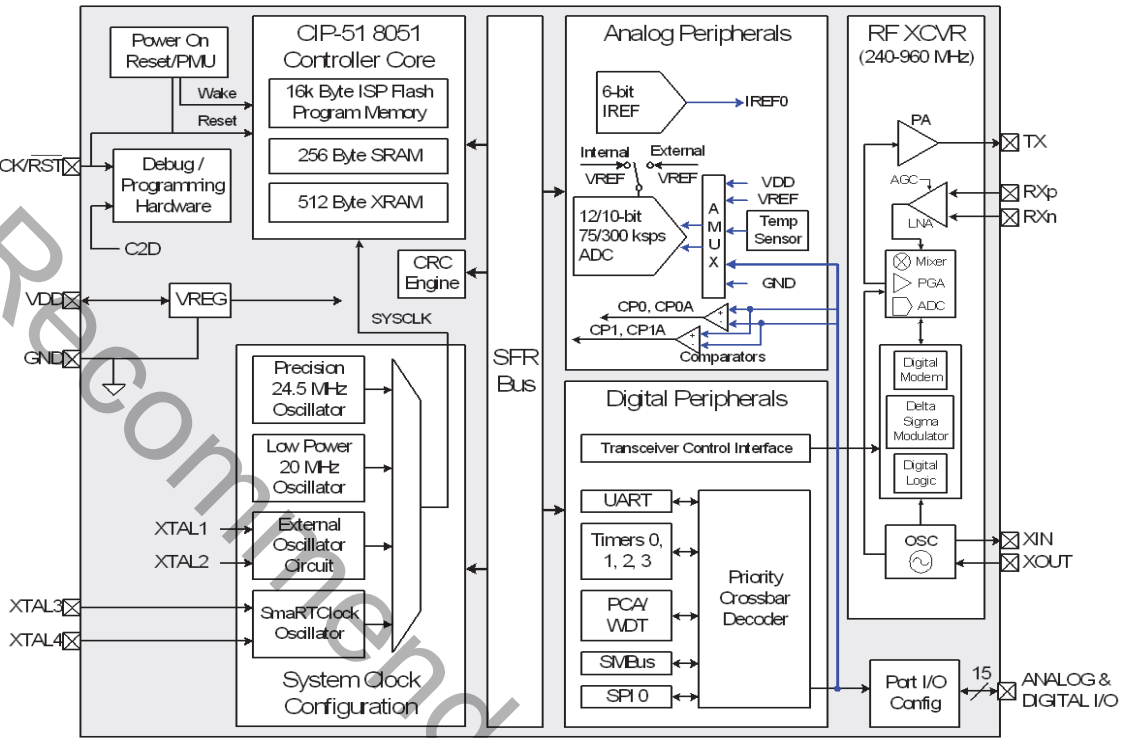 Power On
Reset/PMU
Wake
Reset
CK/RST
Debug /
Programming
Hardware
C2D
VDD
VREG
GND
CIP-51 8051
Controller Core
16k Byte ISP Flash
Program Memory
256 Byte SRAM
512 Byte XRAM
CRC
Engine
SYSCLK
Precision
24.5 MHz
Oscillator
Low Power
20 MHz
Oscillator
XTAL1
XTAL2
External
Oscillator
Circuit
XTAL3
XTAL4
SmaRTClock
Oscillator
System Clock
Configuration
SFR
Bus
Analog Peripherals
6-bit
IREF
IREF0
Internal
External
VREF
VREF
12/10-bit
75/300 ksps
ADC
A
M
U
X
VDD
VREF
Temp
Sensor
GND
CP0, CP0A
+
-
CP1, CP1A
+
-
Comparators
Digital Peripherals
Transceiver Control Interface
UART
Timers 0,
1, 2, 3
PCA/
WDT
SMBus
SPI 0
Priority
Crossbar
Decoder
RF XCVR
(240-960 MHz)
PA
TX
AGC
LNA
RXp
RXn
Mixer
PGA
ADC
Digital
Modem
Delta
Sigma
Modulator
Digital
Logic
OSC
XIN
XOUT
Port I/O
Config
15
ANALOG &
DIGITAL I/O
Recommend